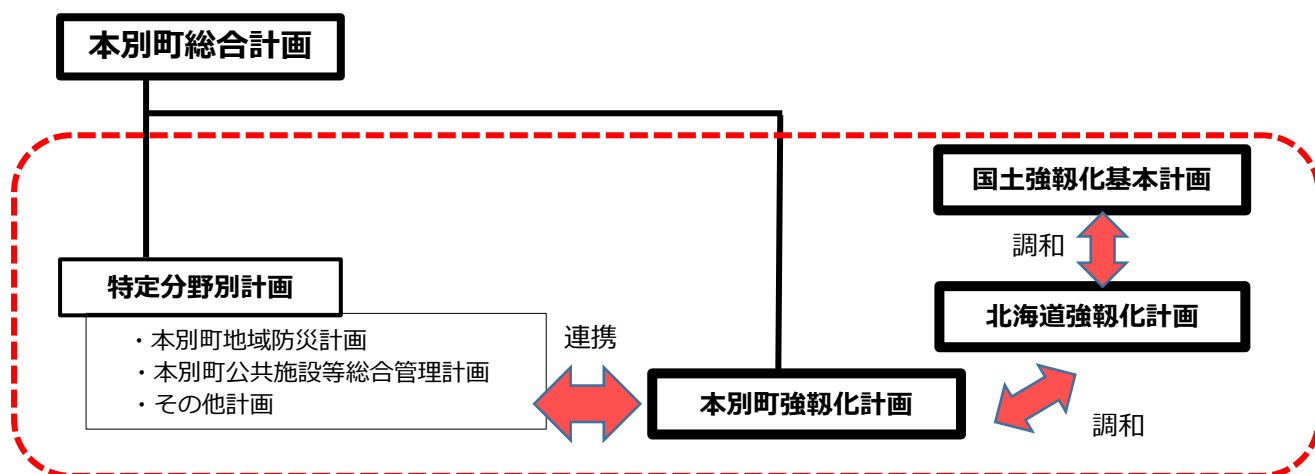 本別町総合計画
国土強靱化基本計画
調和
特定分野別計画
北海道強靱化計画
・本別町地域防災計画
・本別町公共施設等総合管理計画
・その他計画
連携
本別町強靱化計画
調和